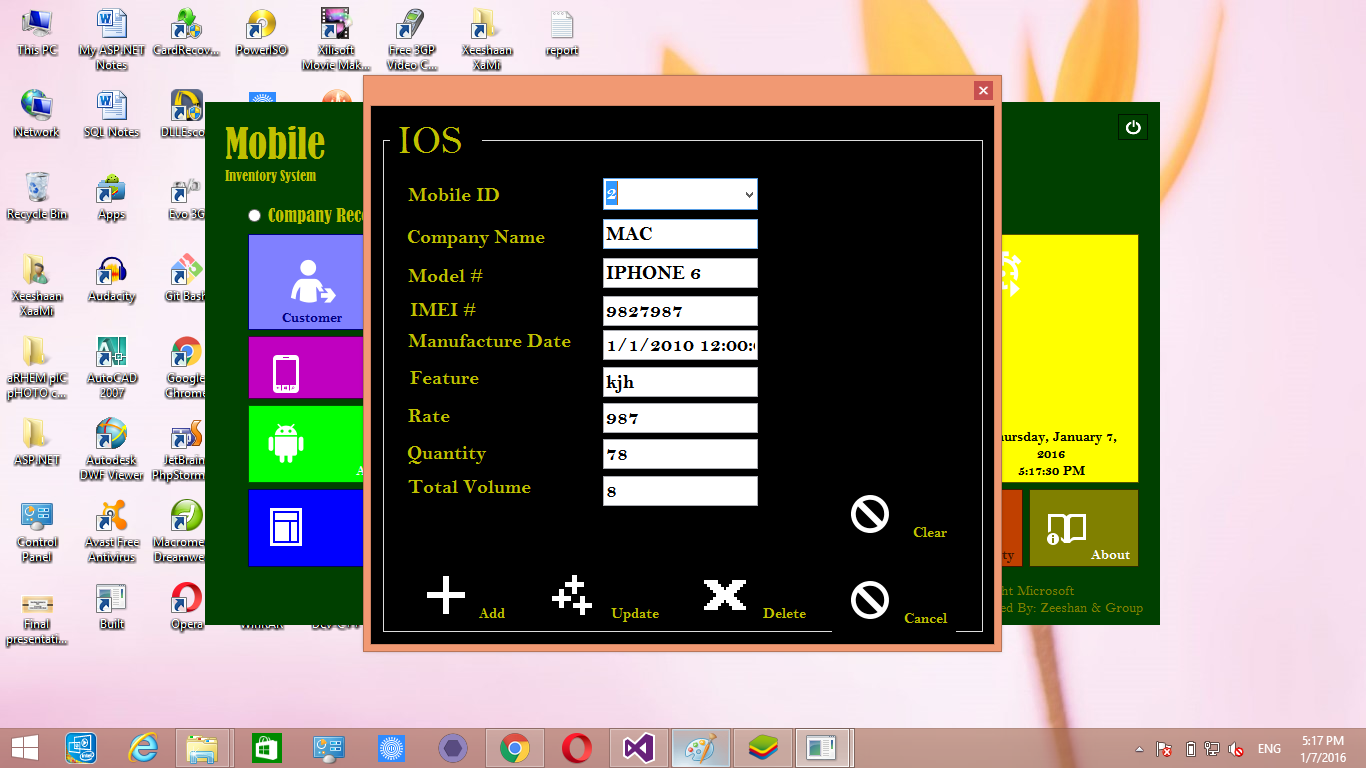 This PC
My ASP.NET Notes
CardRecov...
PowerISO
Xilisoft Movie Mak...
Free 3GP Video C...
Xeeshaan XaMi
report
Network
SQL Notes
DLLEsco
Recycle Bin
Apps
Evo 3G
Xeeshaan XaaMi
Audacity
Git Bash
aRHEM pIC pHOTO c...
AutoCAD 2007
Google Chrome
ASP.NET
Autodesk DWF Viewer
JetBrain PhpStorm
Control Panel
Avast Free Antivirus
Macrome Dreamwe
Final presentati...
Built
Opera
Mobile
Inventory System
Company Reco
Customer
A
IOS
Mobile ID
2
Company Name
MAC
Model #
IPHONE 6
IMEI #
9827987
Manufacture Date
1/1/2010 12:00:
Feature
kjh
Rate
987
Quantity
78
Total Volume
8
Clear
Add
Update
Delete
Cancel
ursday, January 7,
2016
5:17:30 PM
ty
About
ht Microsoft
ed By: Zeeshan & Group
ENG
5:17 PM
1/7/2016